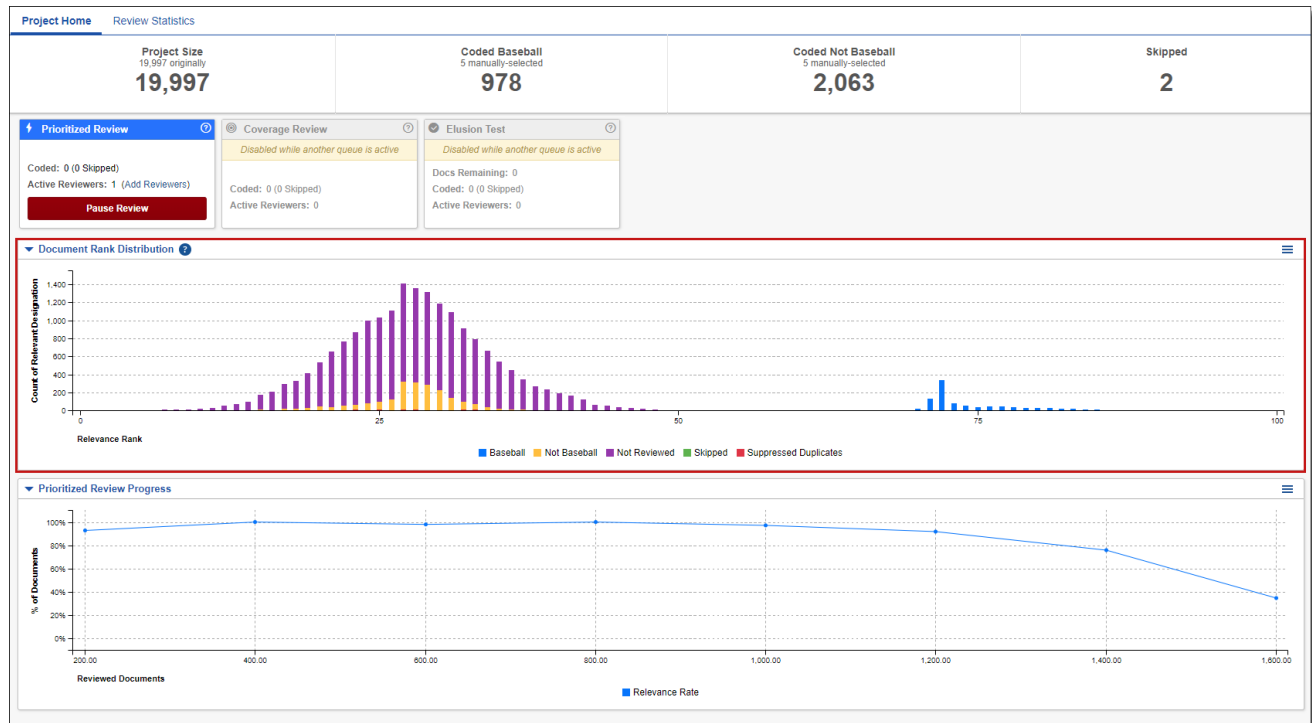 Project Home Review Statistics
Project Size
19,997 originally
19,997
Coded Baseball
5 manually-selected
978
Coded Not Baseball
5 manually-selected
2,063
Skipped
2
Prioritized Review ?
Coded: 0 (0 Skipped)
Active Reviewers: 1 (Add Reviewers)
Pause Review
Coverage Review ?
Disabled while another queue is active
Coded: 0 (0 Skipped)
Active Reviewers: 0
Elusion Test ?
Disabled while another queue is active
Docs Remaining: 0
Coded: 0 (0 Skipped)
Active Reviewers: 0
Document Rank Distribution ?
Count of Relevant Designation
1,400
1,200
1,000
800
600
400
200
0
0 25 50 75 100
Relevance Rank
Baseball Not Baseball Not Reviewed Skipped Suppressed Duplicates
Prioritized Review Progress
% of Documents
100%
80%
60%
40%
20%
0%
200.00 400.00 600.00 800.00 1,000.00 1,200.00 1,400.00 1,600.00
Reviewed Documents
Relevance Rate